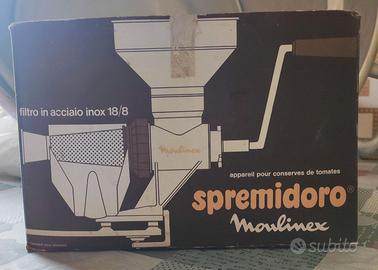 filtro in acciaio inox 18/8
Moulinex
appareil pour conserves de tomates
spremidoro®
Moulinex
subito